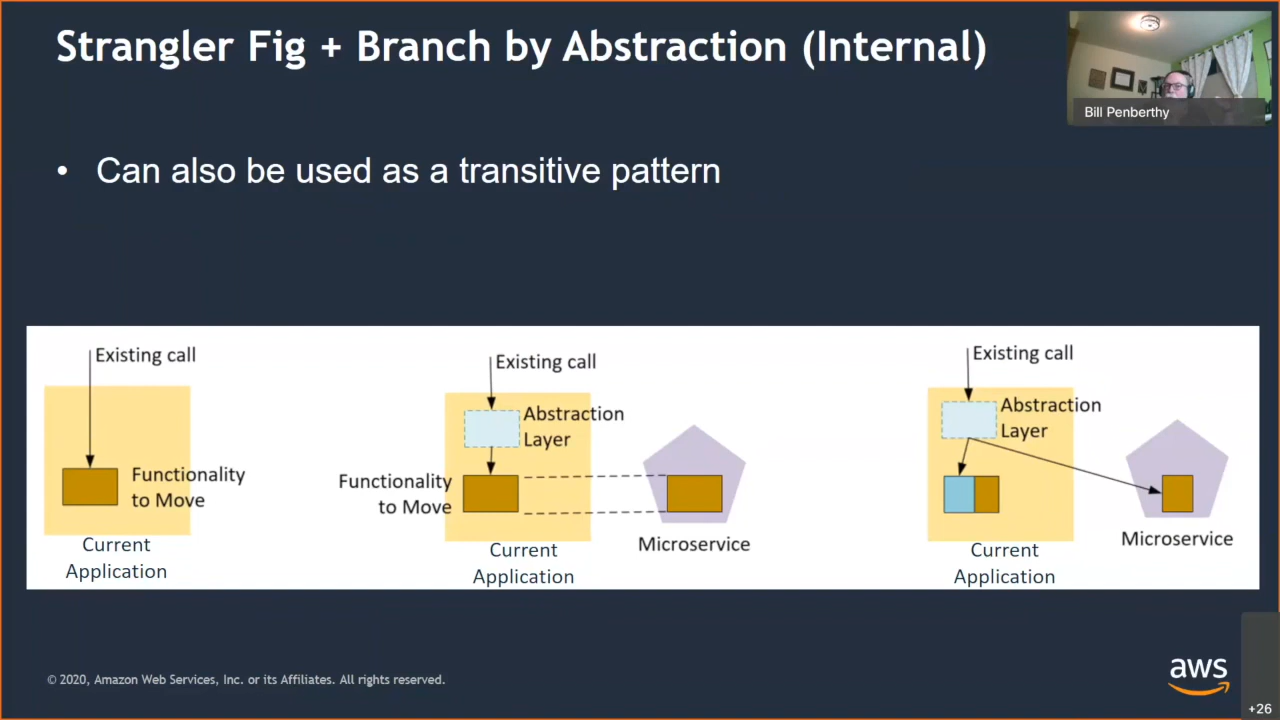 Strangler Fig + Branch by Abstraction (Internal)
Bill Penberthy
• Can also be used as a transitive pattern
Existing call
Functionality
to Move
Current
Application
Existing call
Abstraction
Layer
Functionality
to Move
Current
Application
Microservice
Existing call
Abstraction
Layer
Current
Application
Microservice
© 2020, Amazon Web Services, Inc. or its Affiliates. All rights reserved.
aws
+26